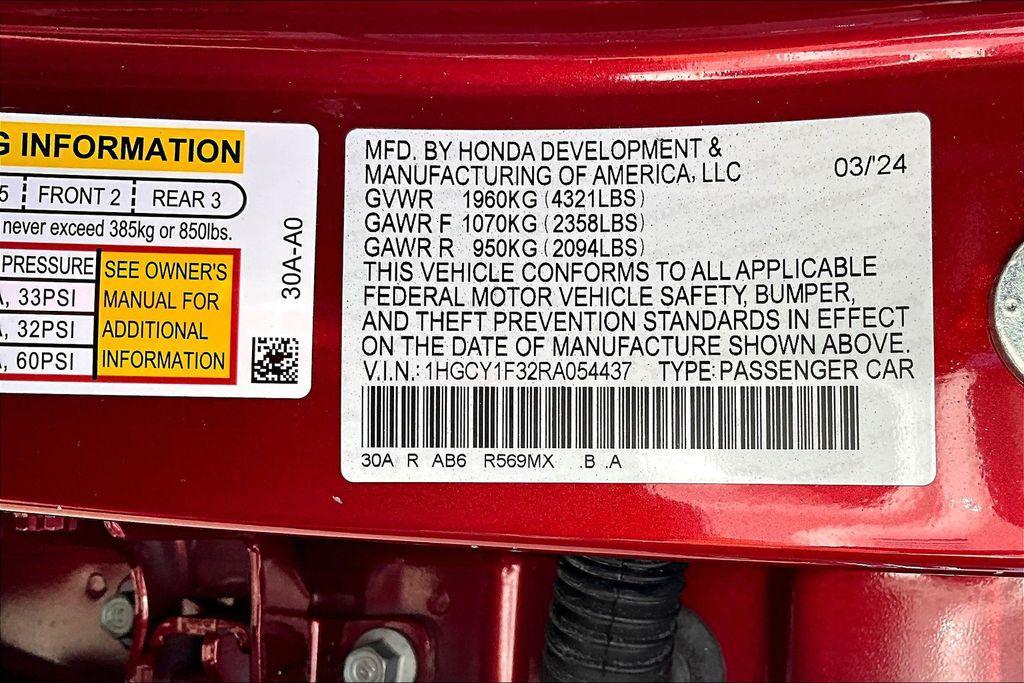 G INFORMATION
5 FRONT 2 REAR 3
never exceed 385kg or 850lbs.
PRESSURE
, 33PSI
, 32PSI
, 60PSI
SEE OWNER'S
MANUAL FOR
ADDITIONAL
INFORMATION
30A-A0
MFD. BY HONDA DEVELOPMENT &
MANUFACTURING OF AMERICA, LLC 03/'24
GVWR 1960KG (4321LBS)
GAWR F 1070KG (2358LBS)
GAWR R 950KG (2094LBS)
THIS VEHICLE CONFORMS TO ALL APPLICABLE
FEDERAL MOTOR VEHICLE SAFETY, BUMPER,
AND THEFT PREVENTION STANDARDS IN EFFECT
ON THE DATE OF MANUFACTURE SHOWN ABOVE.
V.I.N.: 1HGCY1F32RA054437 TYPE: PASSENGER CAR
30A R AB6 R569MX .B .A